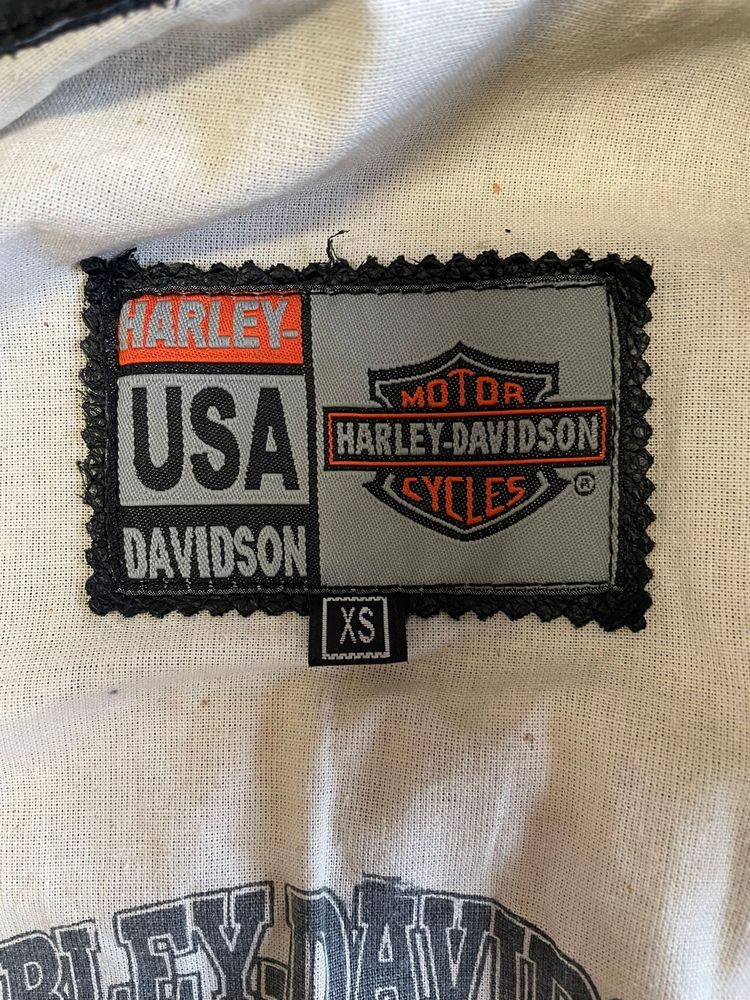 HARLEY-
USA
DAVIDSON
MOTOR
HARLEY-DAVIDSON
CYCLES
®
XS